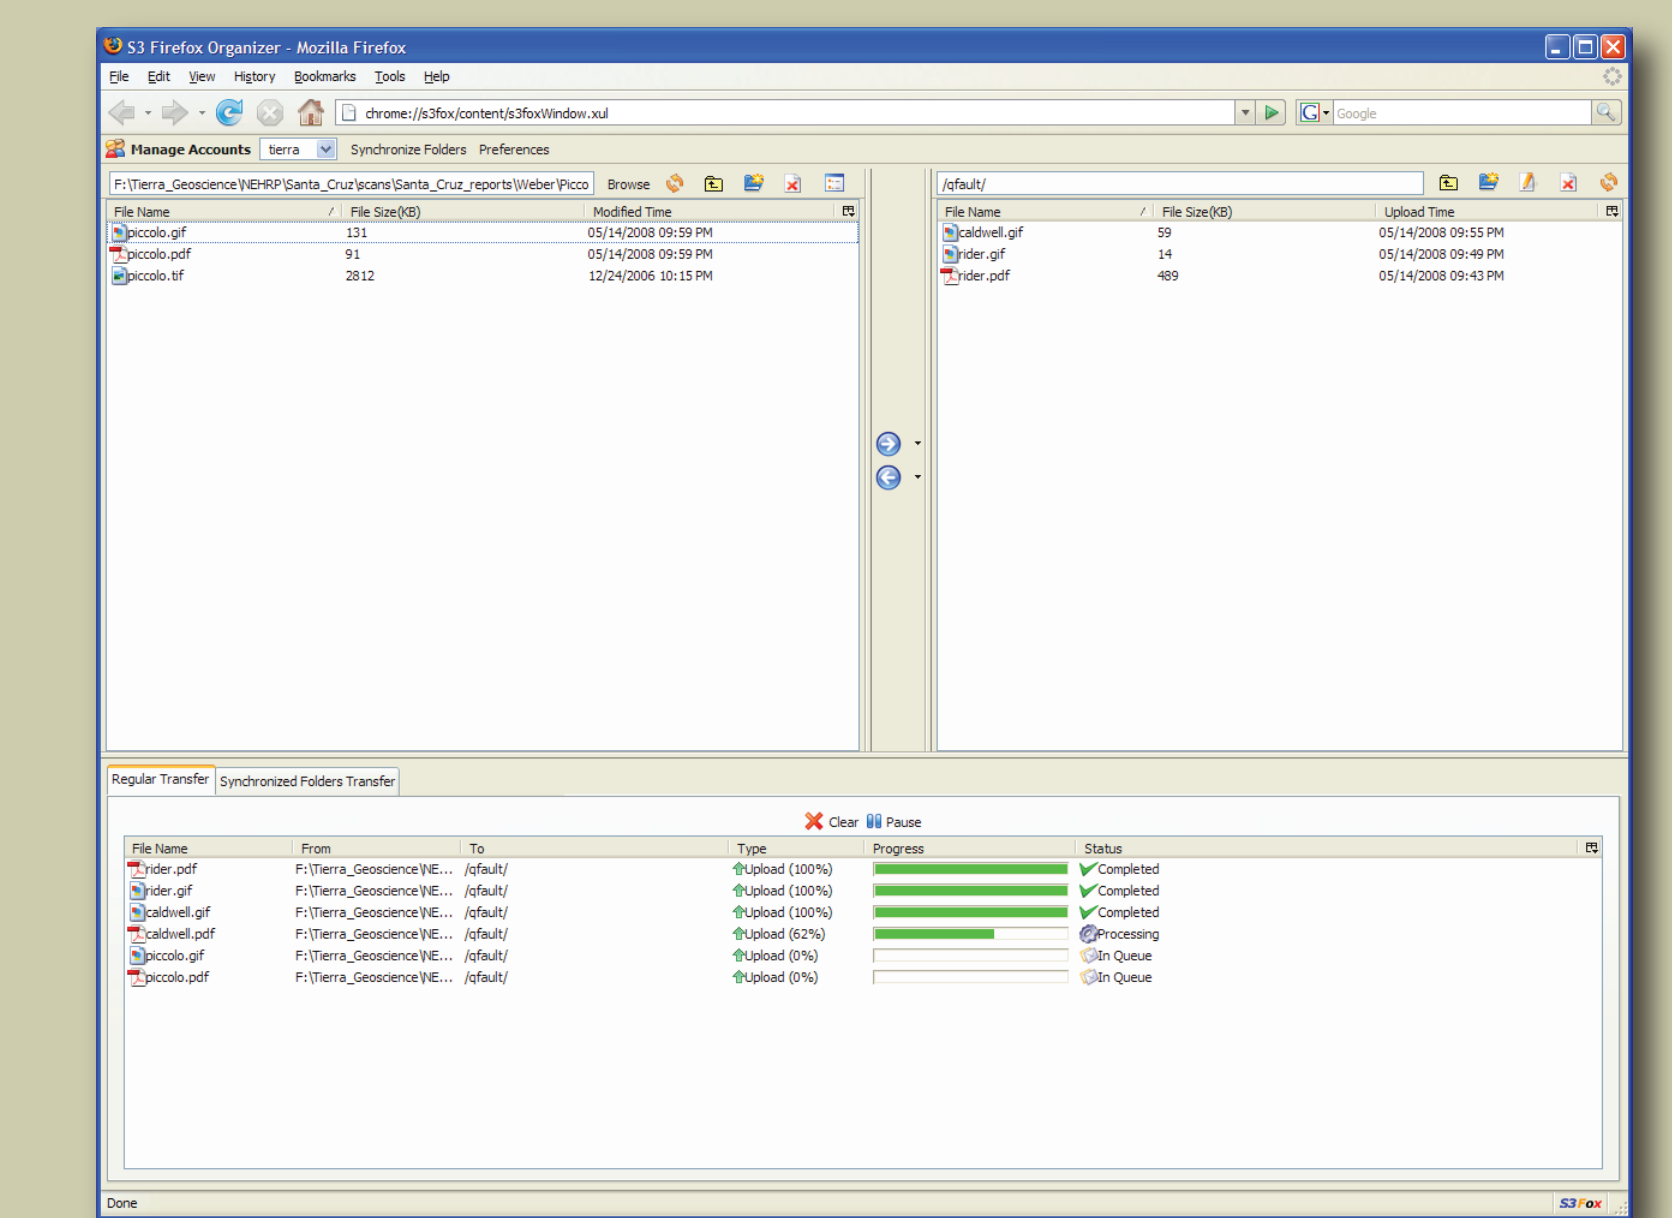 S3 Firefox Organizer - Mozilla Firefox
File Edit View History Bookmarks Tools Help
chrome://s3fox/content/s3foxWindow.xul G Google
Manage Accounts tierra Synchronize Folders Preferences
F:\Tierra_Geoscience\NEHRP\Santa_Cruz\scans\Santa_Cruz_reports\Weber\Picco Browse /qfault/
File Name File Size(KB) Modified Time File Name File Size(KB) Upload Time
piccolo.gif 131 05/14/2008 09:59 PM caldwell.gif 59 05/14/2008 09:55 PM
piccolo.pdf 91 05/14/2008 09:59 PM rider.gif 14 05/14/2008 09:49 PM
piccolo.tif 2812 12/24/2006 10:15 PM rider.pdf 489 05/14/2008 09:43 PM
Regular Transfer Synchronized Folders Transfer
Clear Pause
File Name From To Type Progress Status
rider.pdf F:\Tierra_Geoscience\NE... /qfault/ Upload (100%) Completed
rider.gif F:\Tierra_Geoscience\NE... /qfault/ Upload (100%) Completed
caldwell.gif F:\Tierra_Geoscience\NE... /qfault/ Upload (100%) Completed
caldwell.pdf F:\Tierra_Geoscience\NE... /qfault/ Upload (62%) Processing
piccolo.gif F:\Tierra_Geoscience\NE... /qfault/ Upload (0%) In Queue
piccolo.pdf F:\Tierra_Geoscience\NE... /qfault/ Upload (0%) In Queue
Done S3Fox